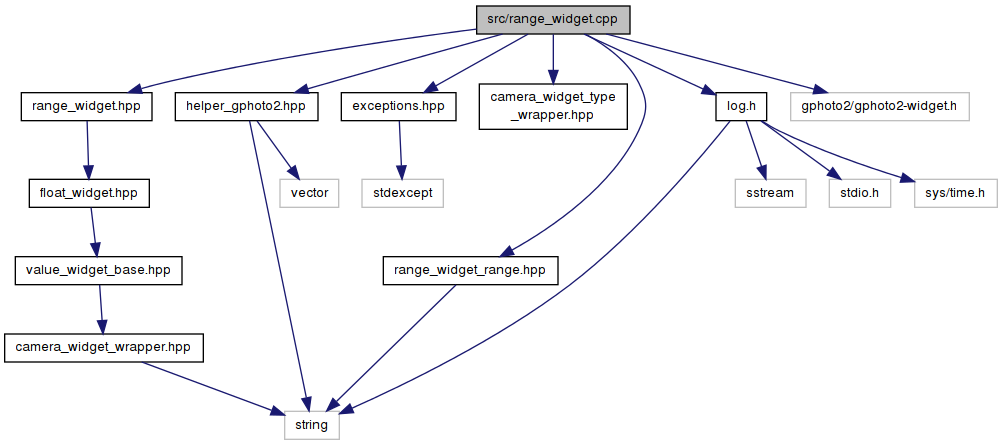 src/range_widget.cpp
range_widget.hpp
helper_gphoto2.hpp
exceptions.hpp
camera_widget_type
_wrapper.hpp
log.h
gphoto2/gphoto2-widget.h
float_widget.hpp
vector
stdexcept
sstream
stdio.h
sys/time.h
value_widget_base.hpp
range_widget_range.hpp
camera_widget_wrapper.hpp
string